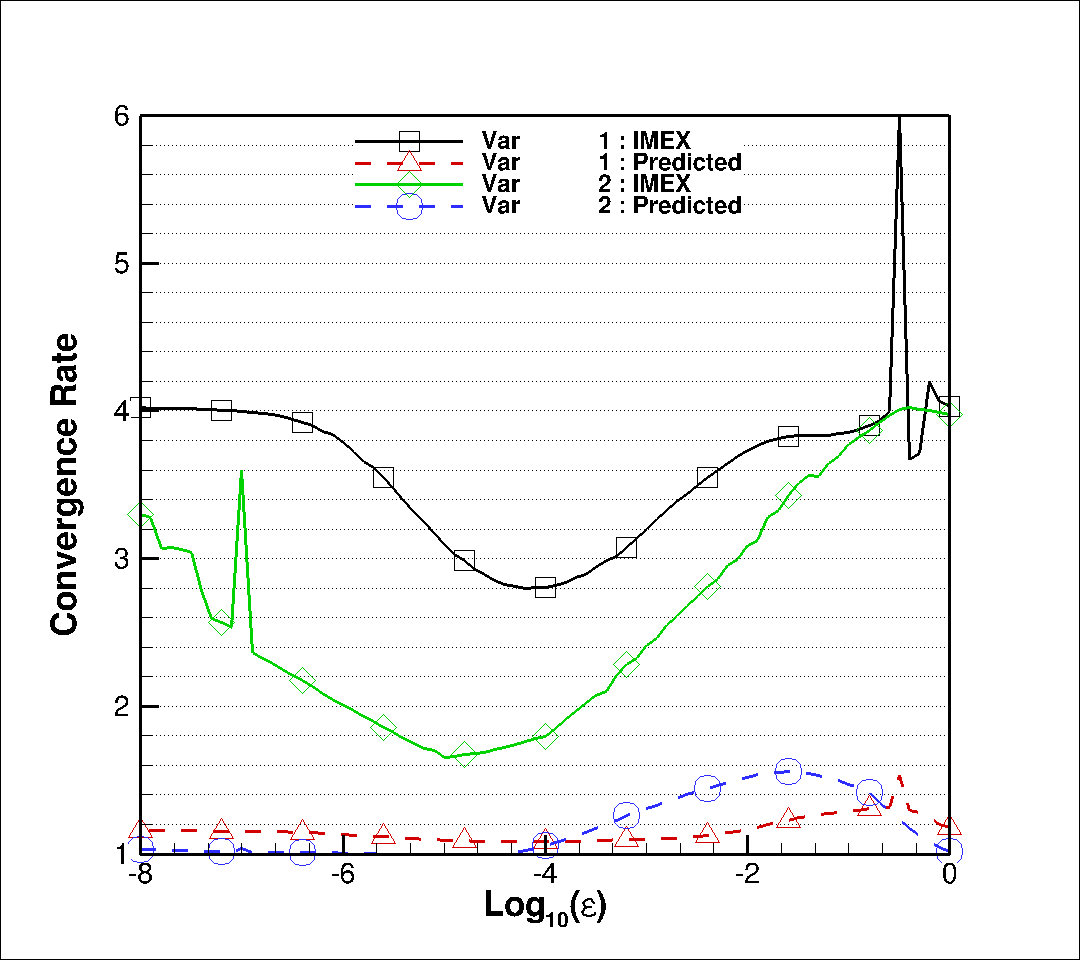 6
Var 1 : IMEX
Var 1 : Predicted
Var 2 : IMEX
Var 2 : Predicted
5
4
3
2
1
Convergence Rate
-8 -6 -4 -2 0
Log10(ε)